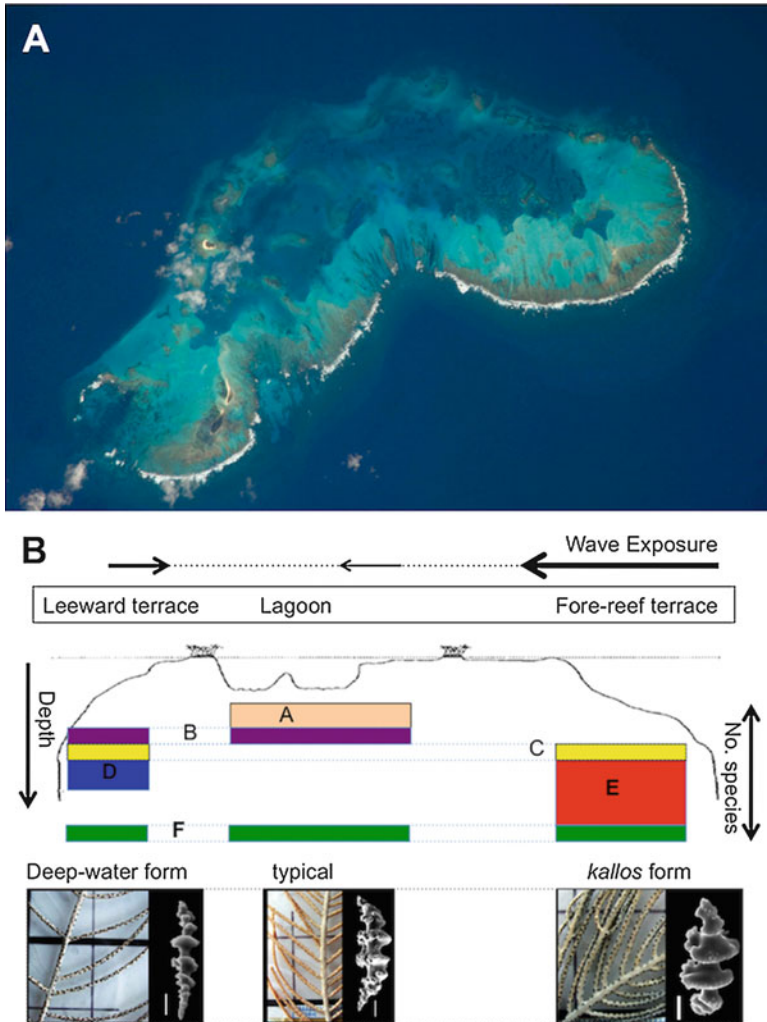 A
B
Wave Exposure
Leeward terrace Lagoon Fore-reef terrace
Depth
No. species
A
B
C
D
E
F
Deep-water form typical kallos form